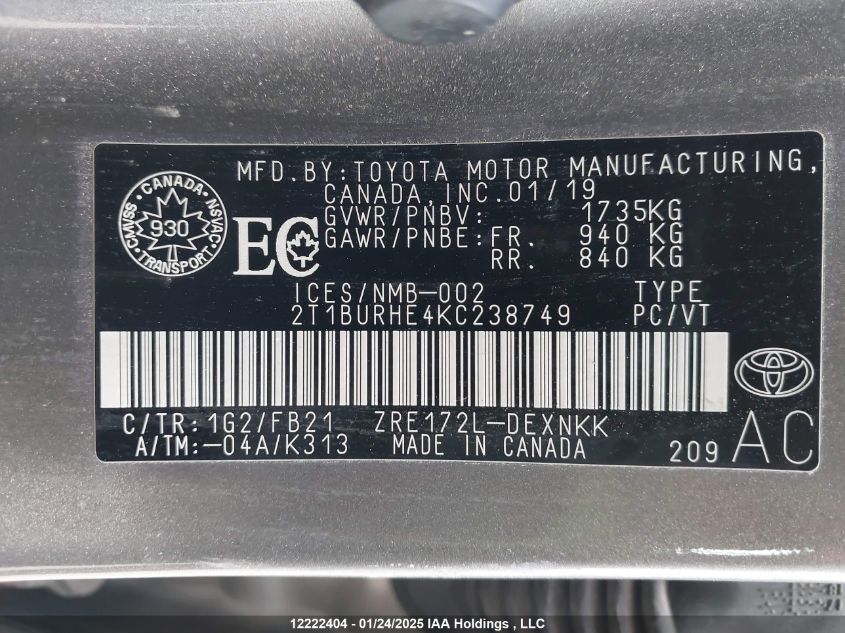 MFD.BY:TOYOTA MOTOR MANUFACTURING,
CANADA,INC.01/19
GVWR/PNBV: 1735KG
GAWR/PNBE:FR. 940 KG
RR. 840 KG
CANADA
CMVSS 930 NSVAC
TRANSPORT
EC
ICES/NMB-002 TYPE
2T1BURHE4KC238749 PC/VT
C/TR:1G2/FB21 ZRE172L-DEXNKK
A/TM:-04A/K313 MADE IN CANADA 209 AC
12222404 - 01/24/2025 IAA Holdings , LLC